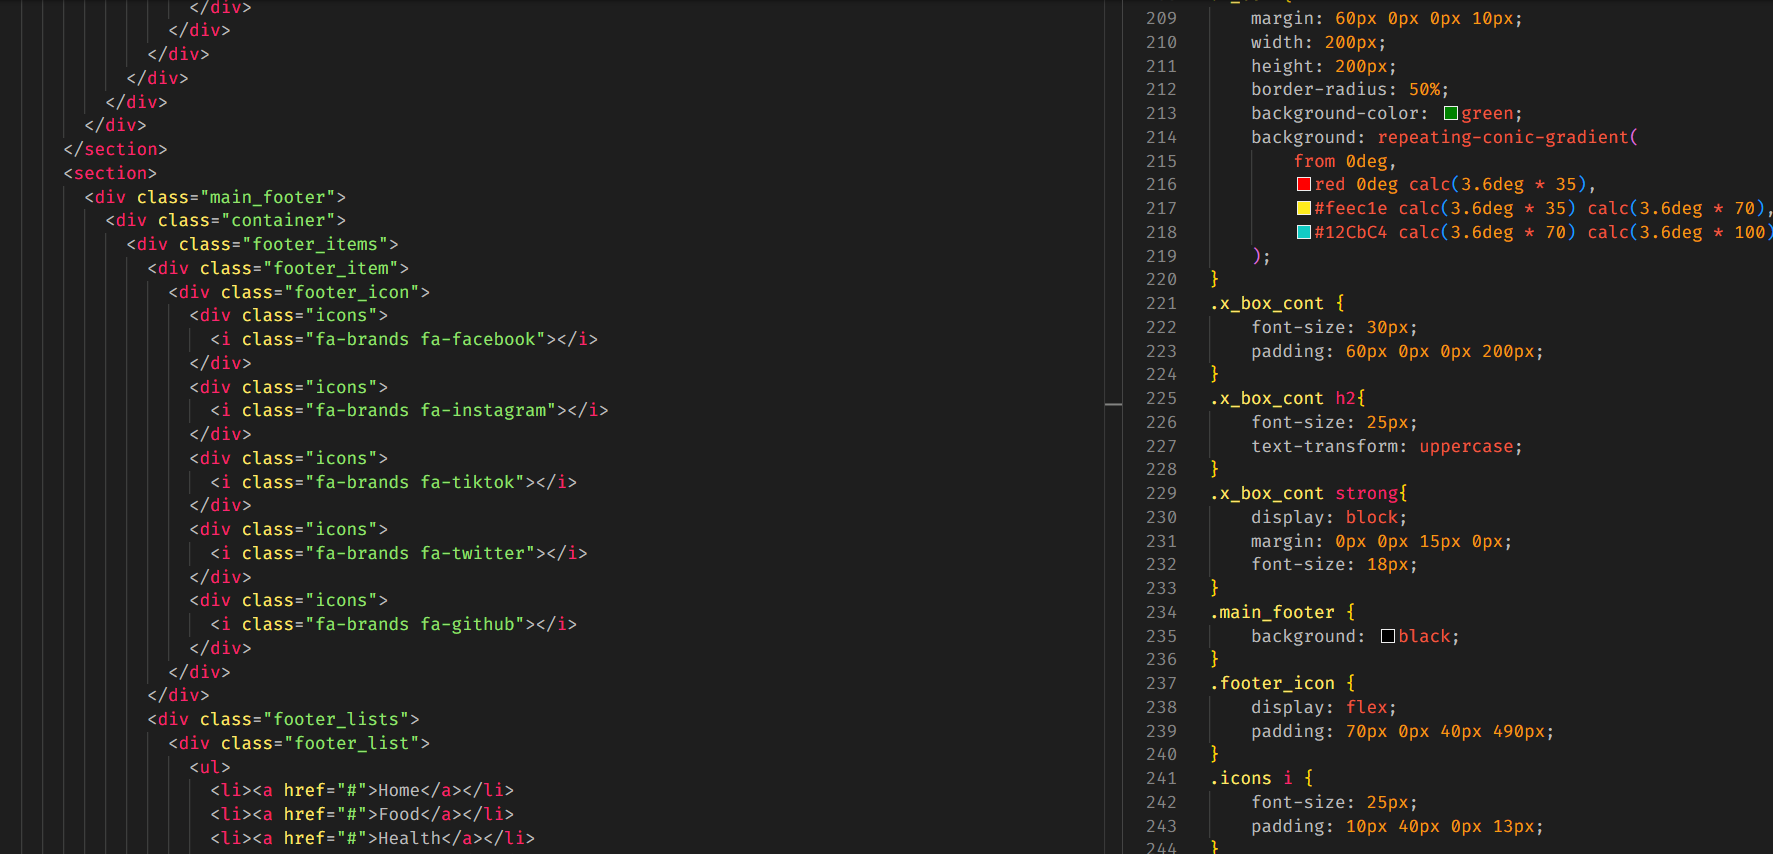 </div>
</div>
</div>
</div>
</div>
</div>
</section>
<section>
<div class="main_footer">
<div class="container">
<div class="footer_items">
<div class="footer_item">
<div class="footer_icon">
<div class="icons">
<i class="fa-brands fa-facebook"></i>
</div>
<div class="icons">
<i class="fa-brands fa-instagram"></i>
</div>
<div class="icons">
<i class="fa-brands fa-tiktok"></i>
</div>
<div class="icons">
<i class="fa-brands fa-twitter"></i>
</div>
<div class="icons">
<i class="fa-brands fa-github"></i>
</div>
</div>
</div>
<div class="footer_lists">
<div class="footer_list">
<ul>
<li><a href="#">Home</a></li>
<li><a href="#">Food</a></li>
<li><a href="#">Health</a></li>
209 margin: 60px 0px 0px 10px;
210 width: 200px;
211 height: 200px;
212 border-radius: 50%;
213 background-color: green;
214 background: repeating-conic-gradient(
215 from 0deg,
216 red 0deg calc(3.6deg * 35),
217 #feec1e calc(3.6deg * 35) calc(3.6deg * 70),
218 #12CbC4 calc(3.6deg * 70) calc(3.6deg * 100)
219 );
220 }
221 .x_box_cont {
222 font-size: 30px;
223 padding: 60px 0px 0px 200px;
224 }
225 .x_box_cont h2{
226 font-size: 25px;
227 text-transform: uppercase;
228 }
229 .x_box_cont strong{
230 display: block;
231 margin: 0px 0px 15px 0px;
232 font-size: 18px;
233 }
234 .main_footer {
235 background: black;
236 }
237 .footer_icon {
238 display: flex;
239 padding: 70px 0px 40px 490px;
240 }
241 .icons i {
242 font-size: 25px;
243 padding: 10px 40px 0px 13px;
244 }